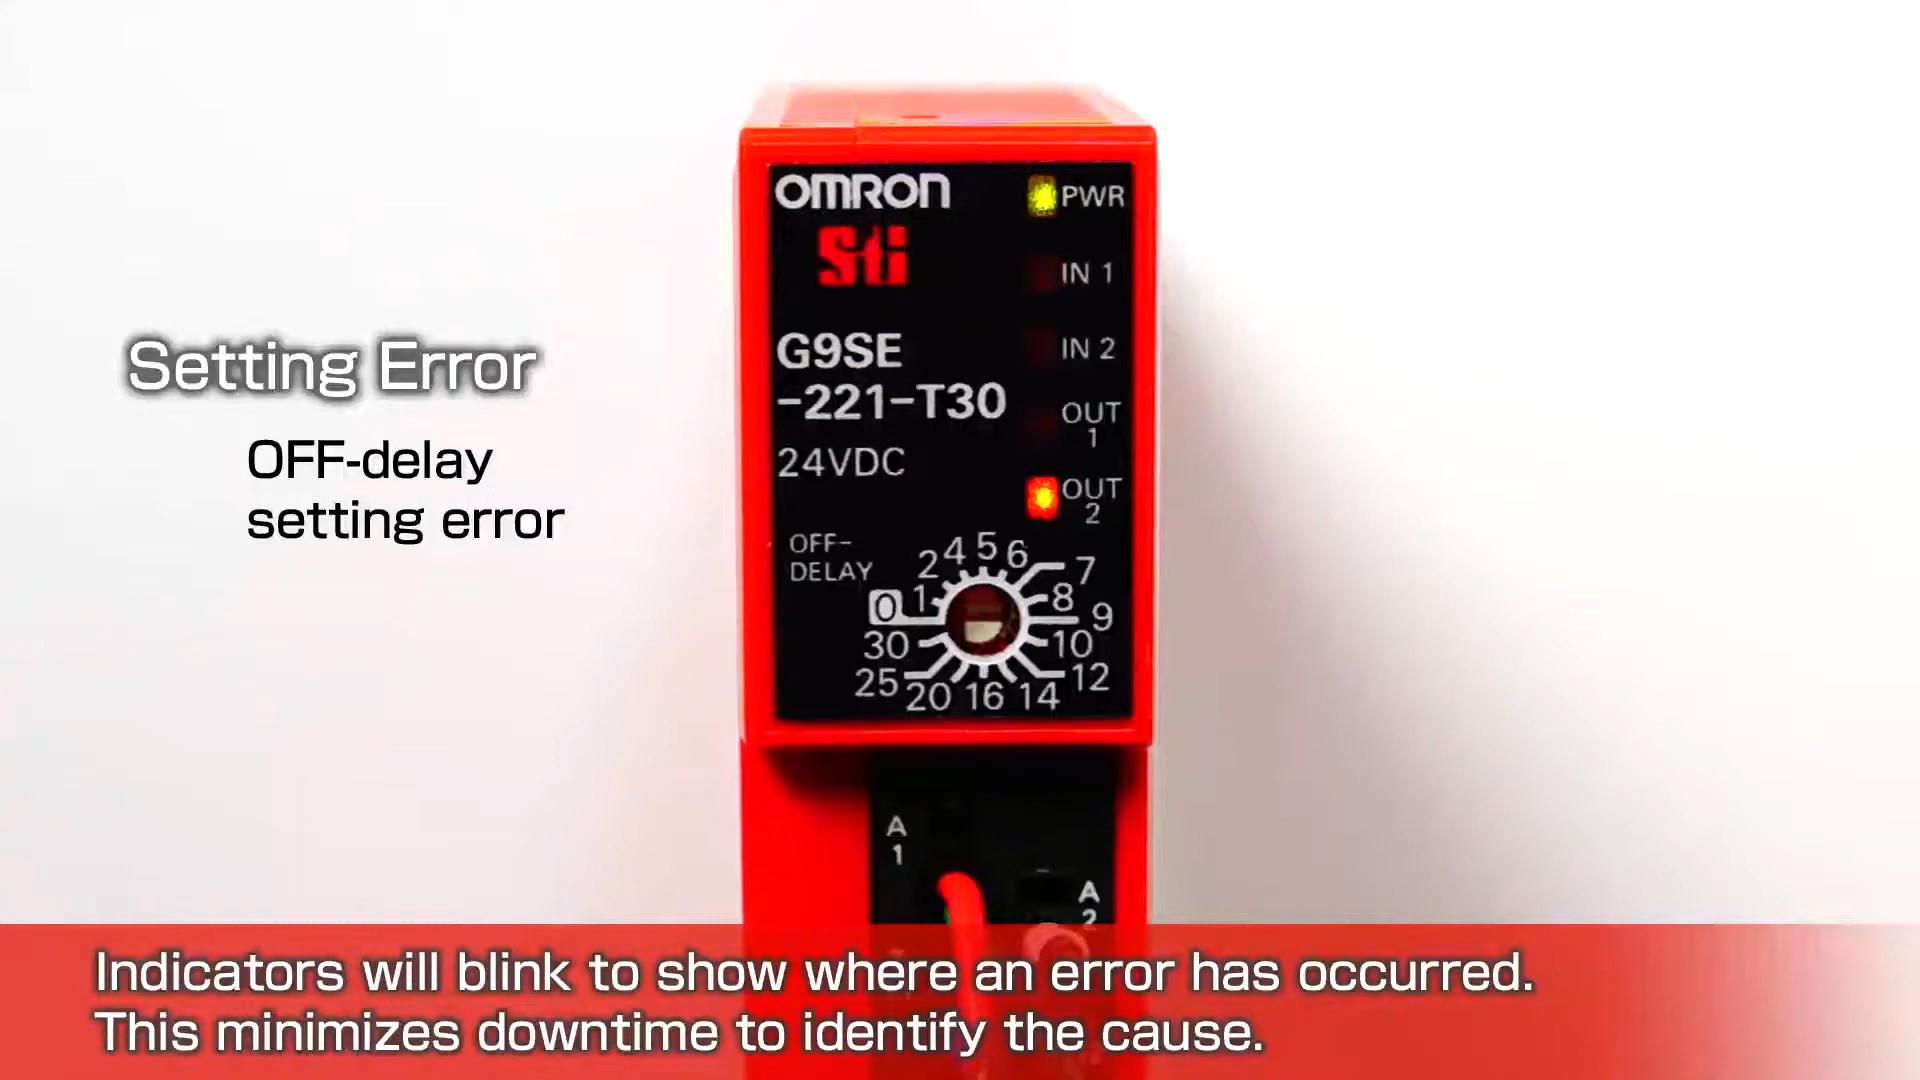 Setting Error
OFF-delay
setting error
OMRON
Sti
G9SE
-221-T30
24VDC
PWR
IN 1
IN 2
OUT
1
OUT
2
OFF-
DELAY
0
1
2
4
5
6
7
8
9
10
12
14
16
20
25
30
A
1
A
2
Indicators will blink to show where an error has occurred.
This minimizes downtime to identify the cause.